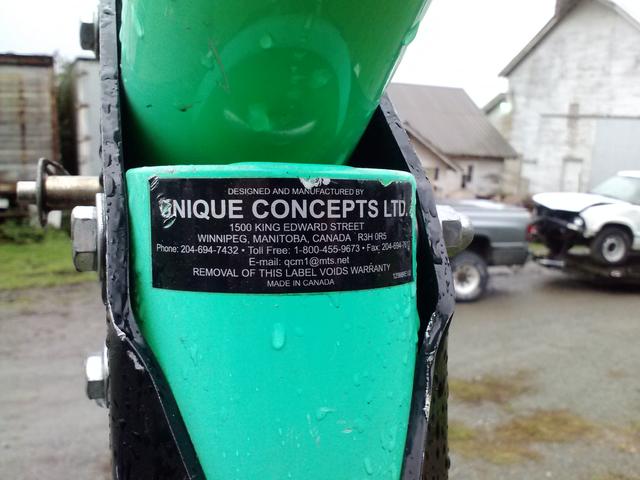 DESIGNED AND MANUFACTURED BY
UNIQUE CONCEPTS LTD.
1500 KING EDWARD STREET
WINNIPEG, MANITOBA, CANADA R3H 0R5
Phone: 204-694-7432 • Toll Free: 1-800-455-9673 • Fax: 204-694-
E-mail: qcm1@mts.net
REMOVAL OF THIS LABEL VOIDS WARRANTY
MADE IN CANADA